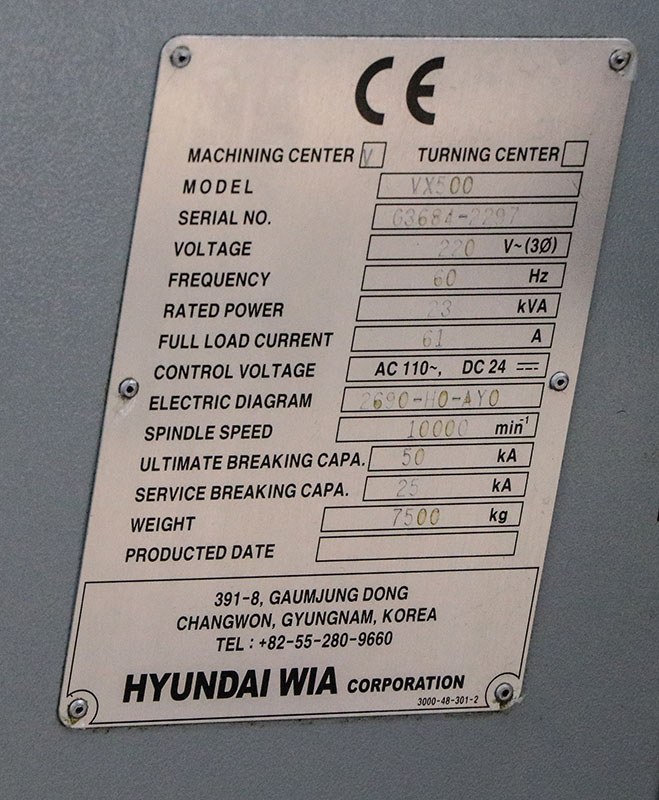 CE
MACHINING CENTER V TURNING CENTER
MODEL VX500
SERIAL NO. G3684-2297
VOLTAGE 220 V~(3Ø)
FREQUENCY 60 Hz
RATED POWER 23 kVA
FULL LOAD CURRENT 61 A
CONTROL VOLTAGE AC 110~, DC 24 ⎓
ELECTRIC DIAGRAM 2690-H0-AY0
SPINDLE SPEED 10000 min⁻¹
ULTIMATE BREAKING CAPA. 50 kA
SERVICE BREAKING CAPA. 25 kA
WEIGHT 7500 kg
PRODUCTED DATE
391-8, GAUMJUNG DONG
CHANGWON, GYUNGNAM, KOREA
TEL : +82-55-280-9660
HYUNDAI WIA CORPORATION
3000-48-301-2